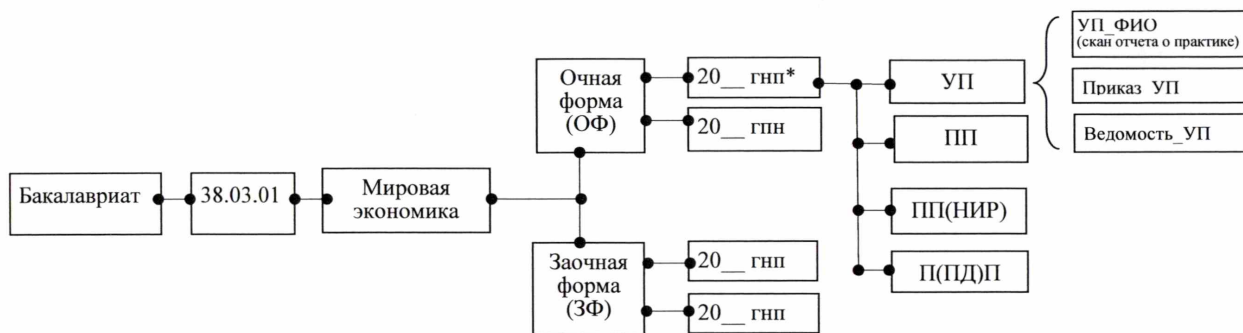 УП_ФИО
(скан отчета о практике)
Приказ_УП
Ведомость_УП
УП
ПП
ПП(НИР)
П(ПД)П
20__ гнп*
20__ гпн
Очная
форма
(ОФ)
Бакалавриат
38.03.01
Мировая
экономика
Заочная
форма
(ЗФ)
20__ гнп
20__ гнп